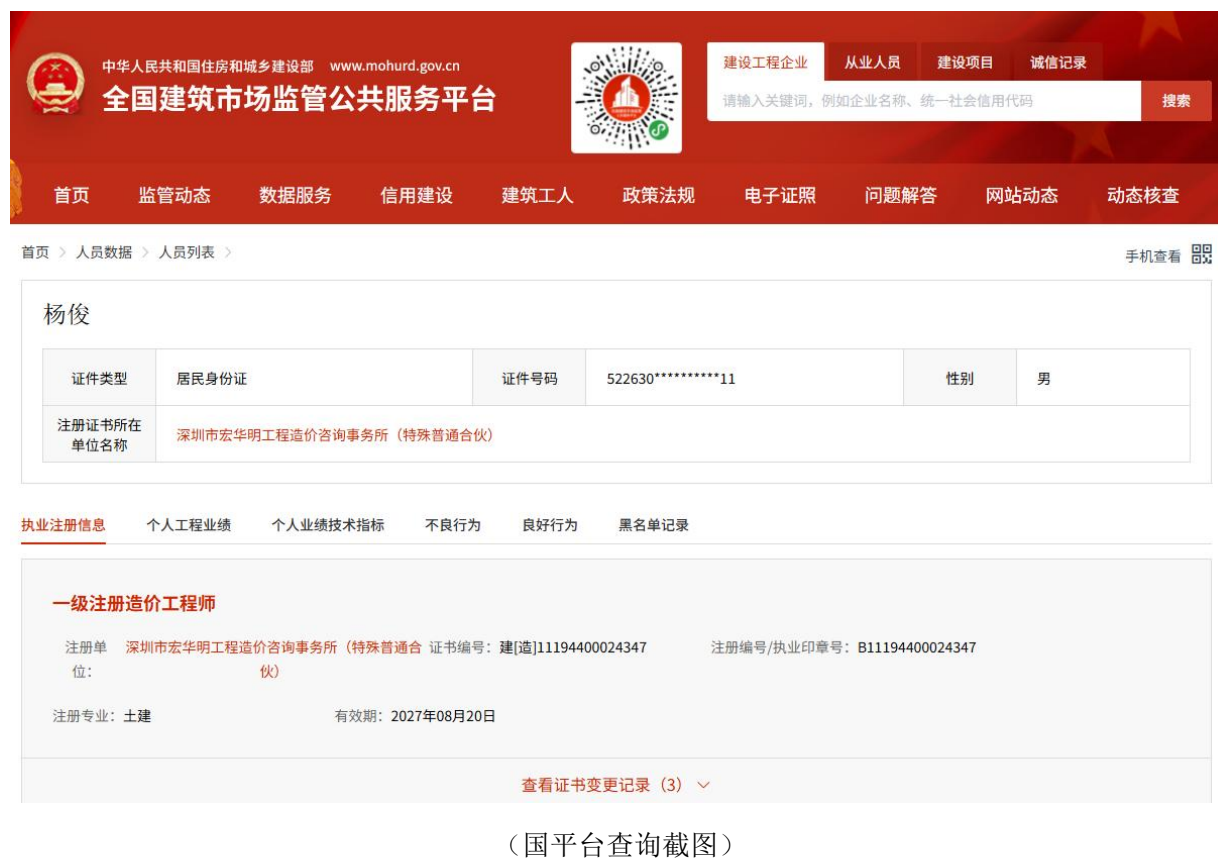 中华人民共和国住房和城乡建设部 www.mohurd.gov.cn
全国建筑市场监管公共服务平台
建设工程企业 从业人员 建设项目 诚信记录
请输入关键词，例如企业名称、统一社会信用代码 搜索
首页 监管动态 数据服务 信用建设 建筑工人 政策法规 电子证照 问题解答 网站动态 动态核查
首页 > 人员数据 > 人员列表 >
手机查看
杨俊
证件类型 居民身份证 证件号码 522630**********11 性别 男
注册证书所在
单位名称
深圳市宏华明工程造价咨询事务所（特殊普通合伙）
执业注册信息 个人工程业绩 个人业绩技术指标 不良行为 良好行为 黑名单记录
一级注册造价工程师
注册单 深圳市宏华明工程造价咨询事务所（特殊普通合 证书编号：建[造]11194400024347 注册编号/执业印章号：B11194400024347
位： 伙）
注册专业：土建 有效期：2027年08月20日
查看证书变更记录（3）
（国平台查询截图）